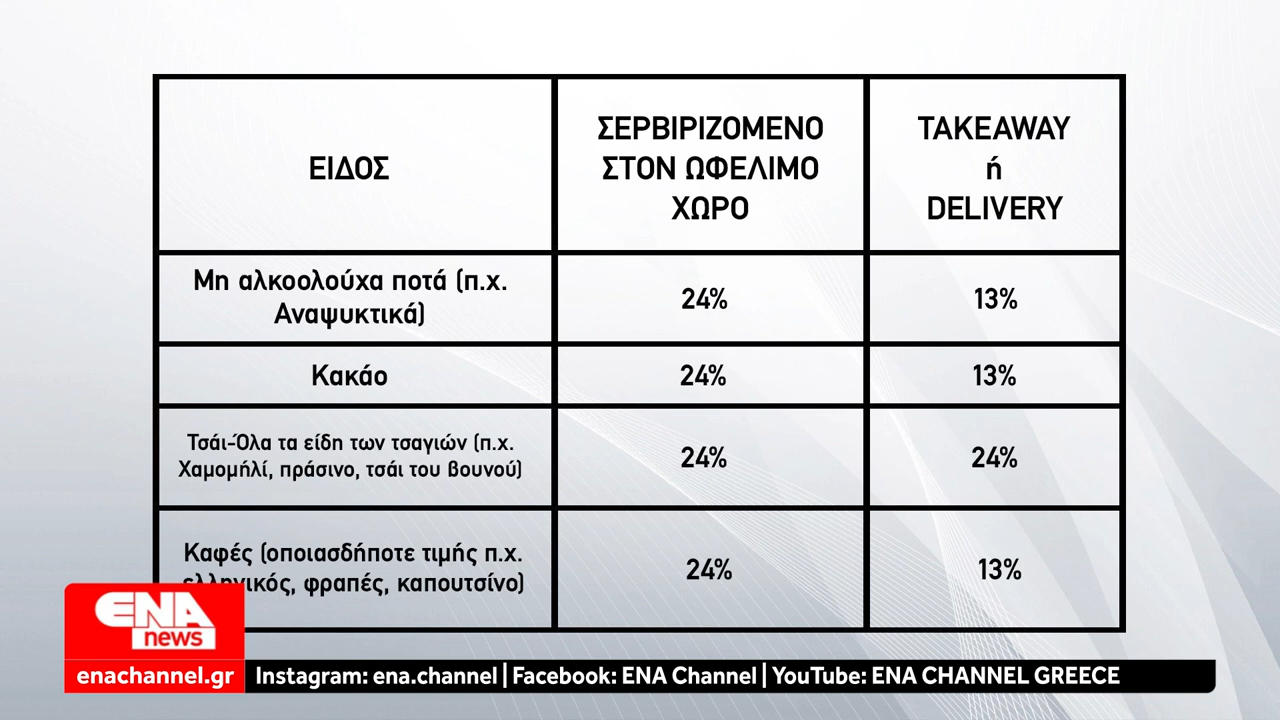 ΕΙΔΟΣ
ΣΕΡΒΙΡΙΖΟΜΕΝΟ
ΣΤΟΝ ΩΦΕΛΙΜΟ
ΧΩΡΟ
TAKEAWAY
ή
DELIVERY
Μη αλκοολούχα ποτά (π.χ.
Αναψυκτικά)
24%
13%
Κακάο
24%
13%
Τσάι-Όλα τα είδη των τσαγιών (π.χ.
Χαμομήλί, πράσινο, τσάι του βουνού)
24%
24%
Καφές (οποιασδήποτε τιμής π.χ.
ελληνικός, φραπές, καπουτσίνο)
24%
13%
ENA
news
enachannel.gr
Instagram: ena.channel | Facebook: ENA Channel | YouTube: ENA CHANNEL GREECE